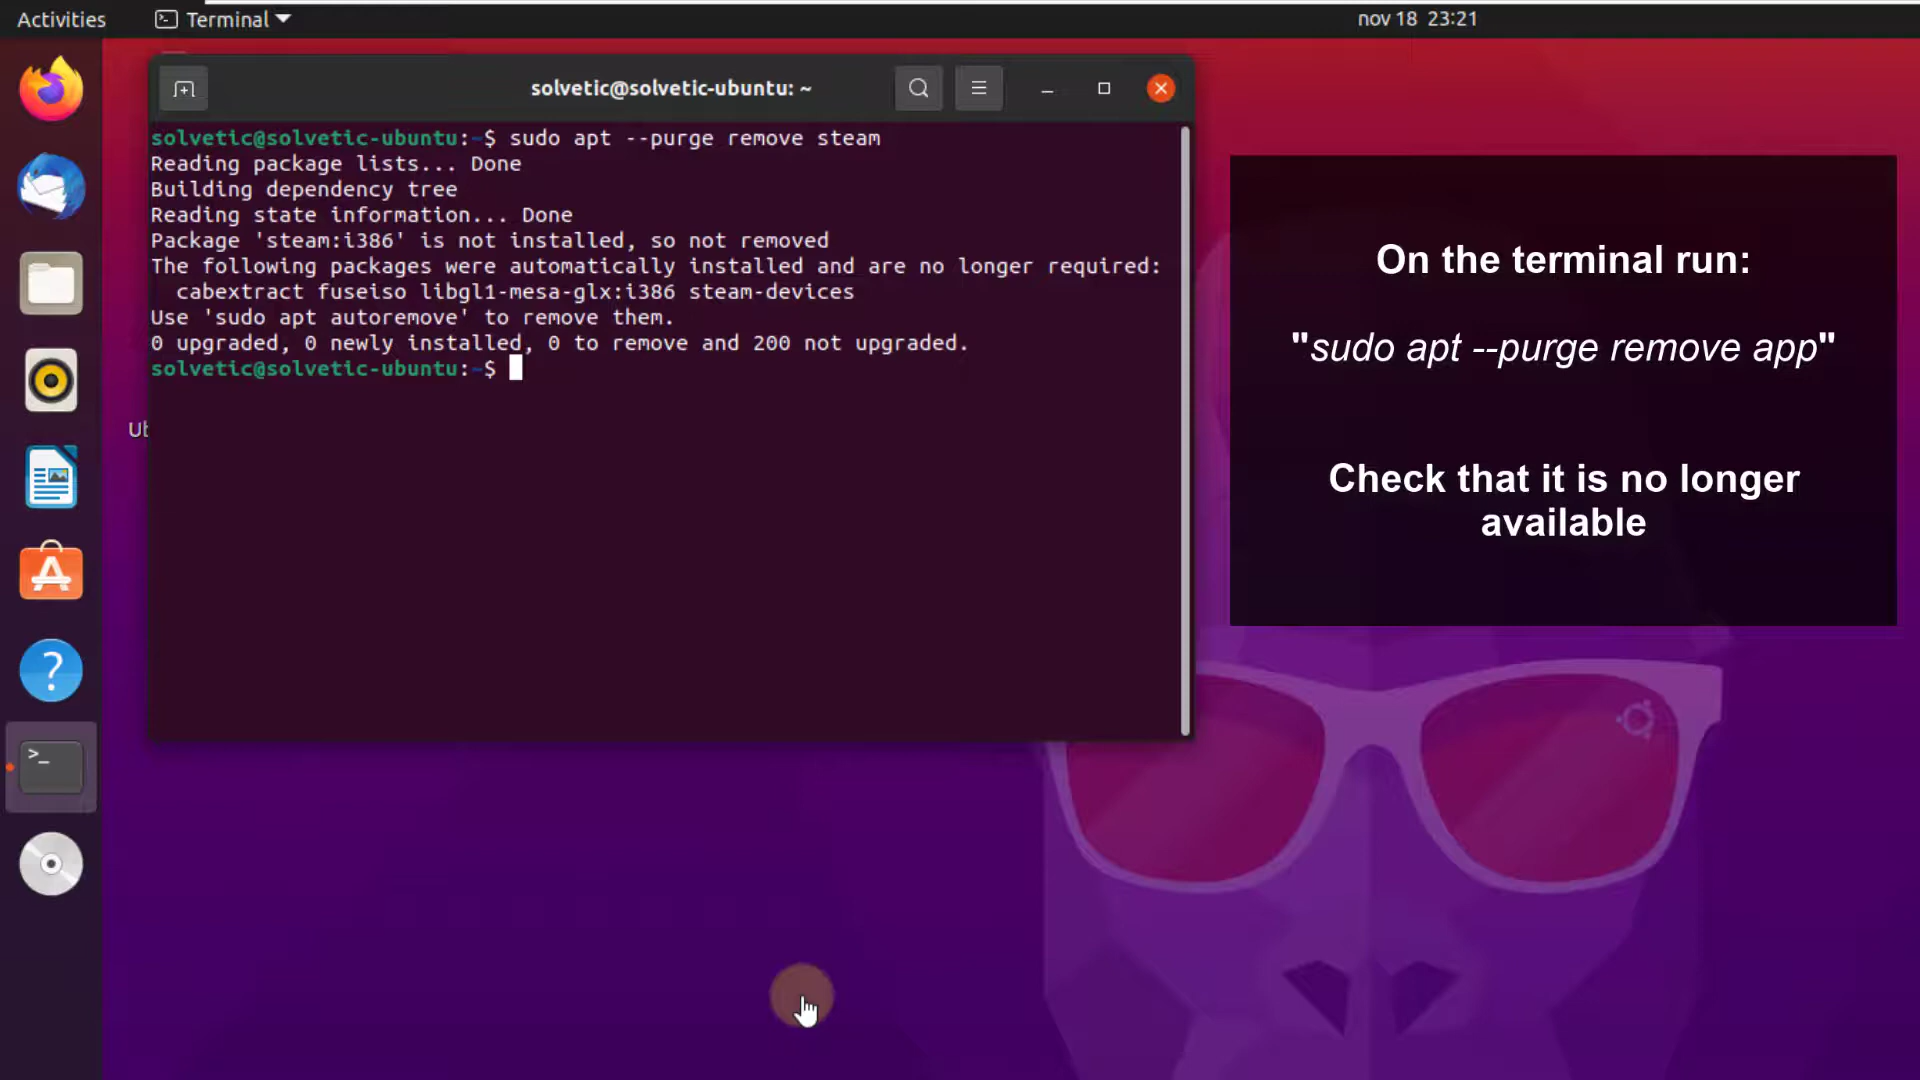 Activities
Terminal
nov 18 23:21
solvetic@solvetic-ubuntu: ~
solvetic@solvetic-ubuntu:~$ sudo apt --purge remove steam
Reading package lists... Done
Building dependency tree
Reading state information... Done
Package 'steam:i386' is not installed, so not removed
The following packages were automatically installed and are no longer required:
cabextract fuseiso libgl1-mesa-glx:i386 steam-devices
Use 'sudo apt autoremove' to remove them.
0 upgraded, 0 newly installed, 0 to remove and 200 not upgraded.
solvetic@solvetic-ubuntu:~$
Ub
On the terminal run:
"sudo apt --purge remove app"
Check that it is no longer
available